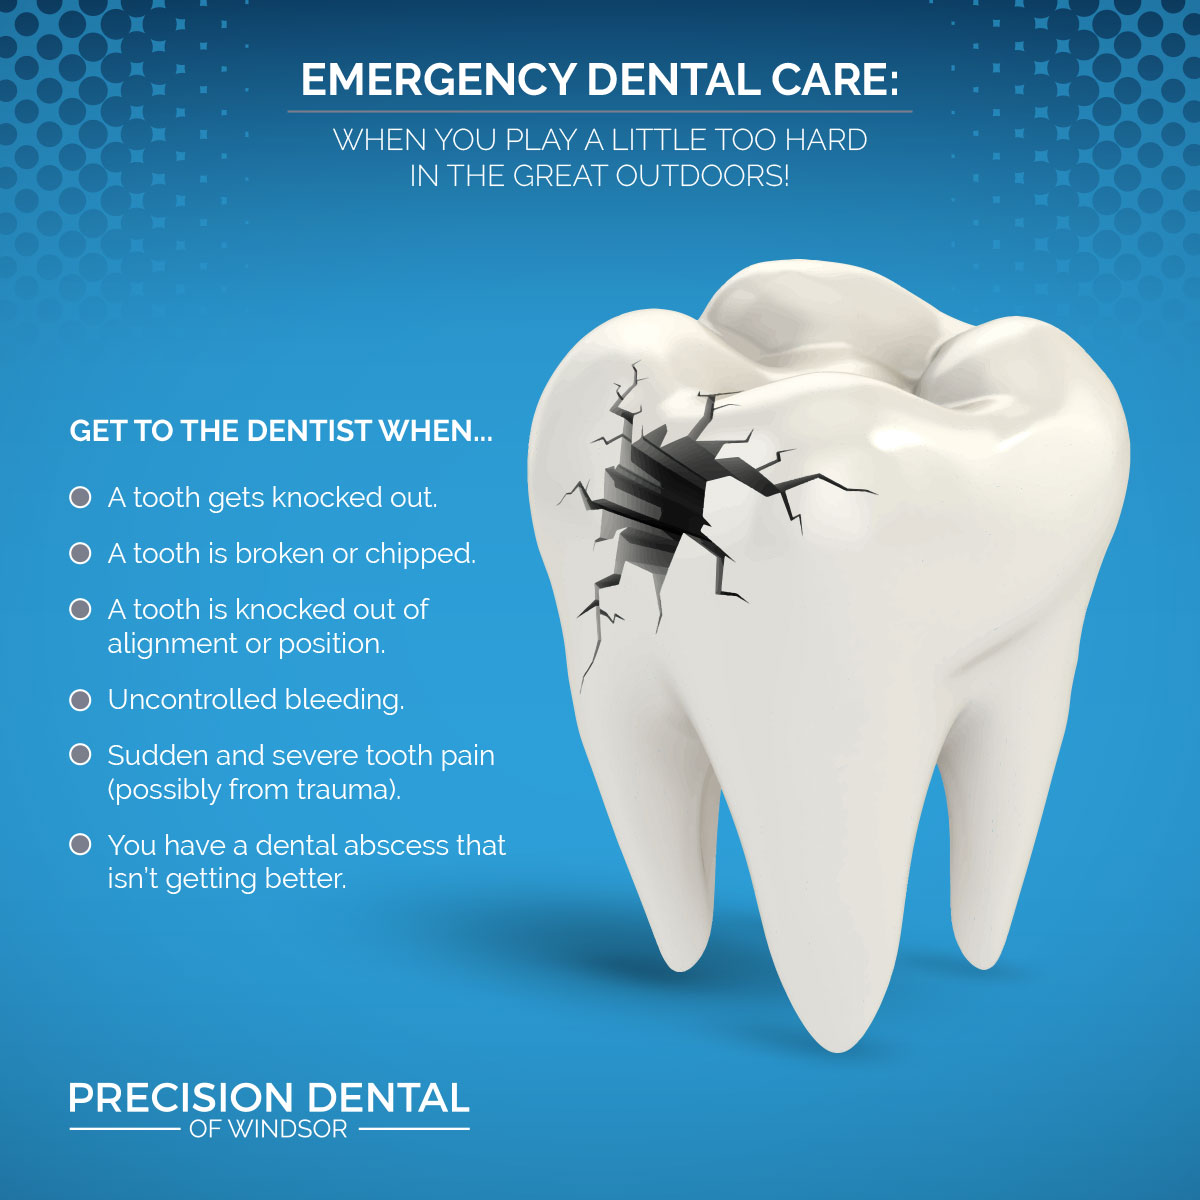 EMERGENCY DENTAL CARE:
WHEN YOU PLAY A LITTLE TOO HARD
IN THE GREAT OUTDOORS!
GET TO THE DENTIST WHEN...
A tooth gets knocked out.
A tooth is broken or chipped.
A tooth is knocked out of
alignment or position.
Uncontrolled bleeding.
Sudden and severe tooth pain
(possibly from trauma).
You have a dental abscess that
isn't getting better.
PRECISION DENTAL
OF WINDSOR